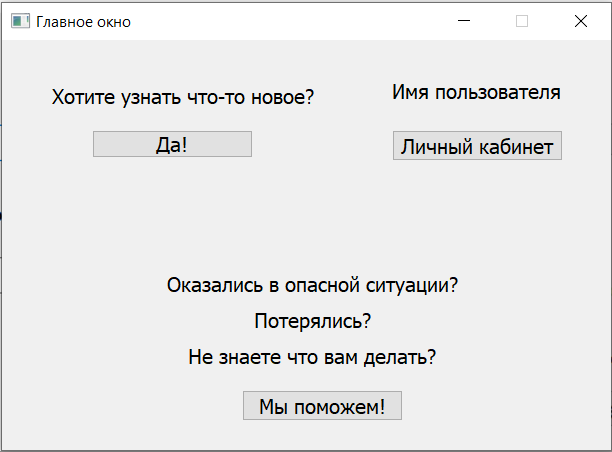 Главное окно
Хотите узнать что-то новое?
Имя пользователя
Да!
Личный кабинет
Оказались в опасной ситуации?
Потерялись?
Не знаете что вам делать?
Мы поможем!